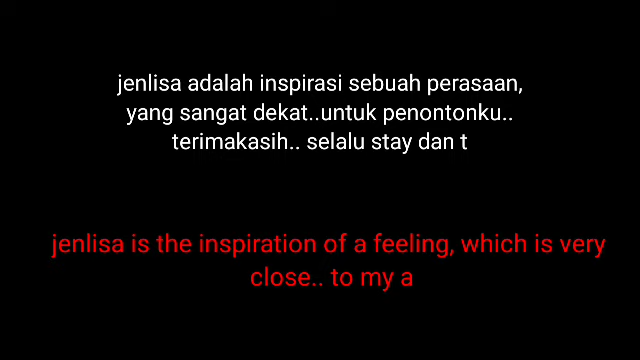 jenlisa adalah inspirasi sebuah perasaan,
yang sangat dekat..untuk penontonku..
terimakasih.. selalu stay dan t
jenlisa is the inspiration of a feeling, which is very
close.. to my a